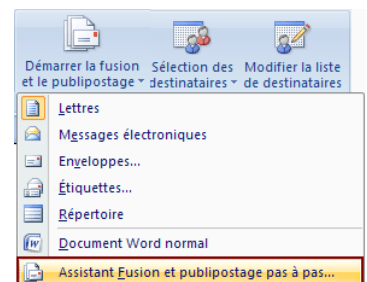 Démarrer la fusion
et le publipostage
Sélection des
destinataires
Modifier la liste
de destinataires
Lettres
Messages électroniques
Enveloppes...
Étiquettes...
Répertoire
Document Word normal
Assistant Fusion et publipostage pas à pas...